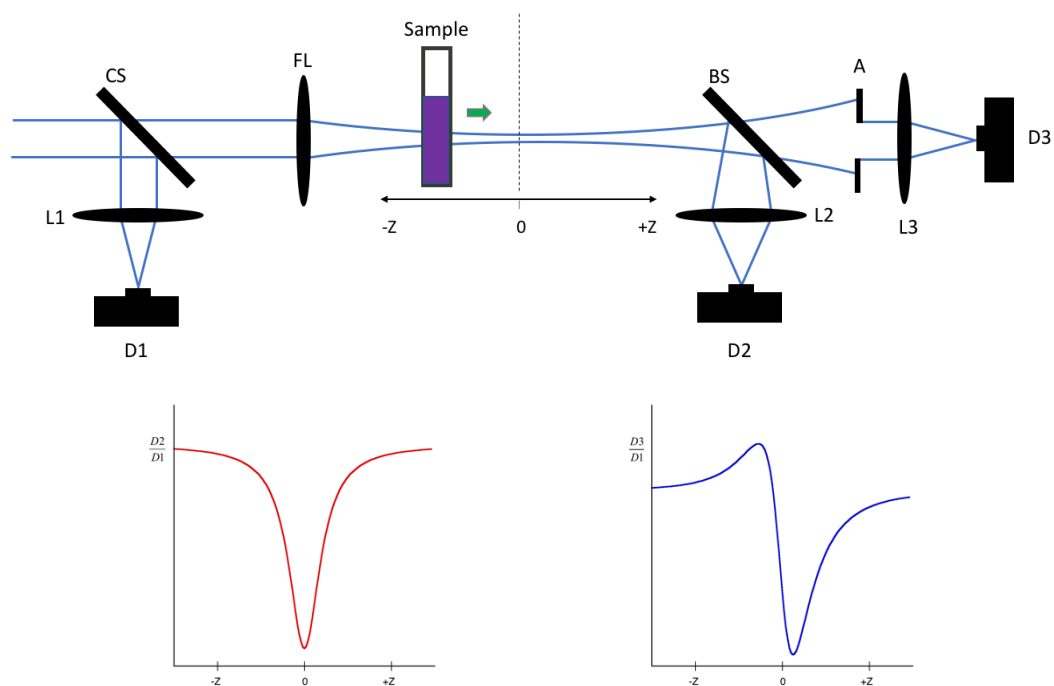 Sample
FL
CS
BS
A
D3
L1
L2
L3
-Z
0
+Z
D1
D2
D2
D1
-Z
0
+Z
D3
D1
-Z
0
+Z